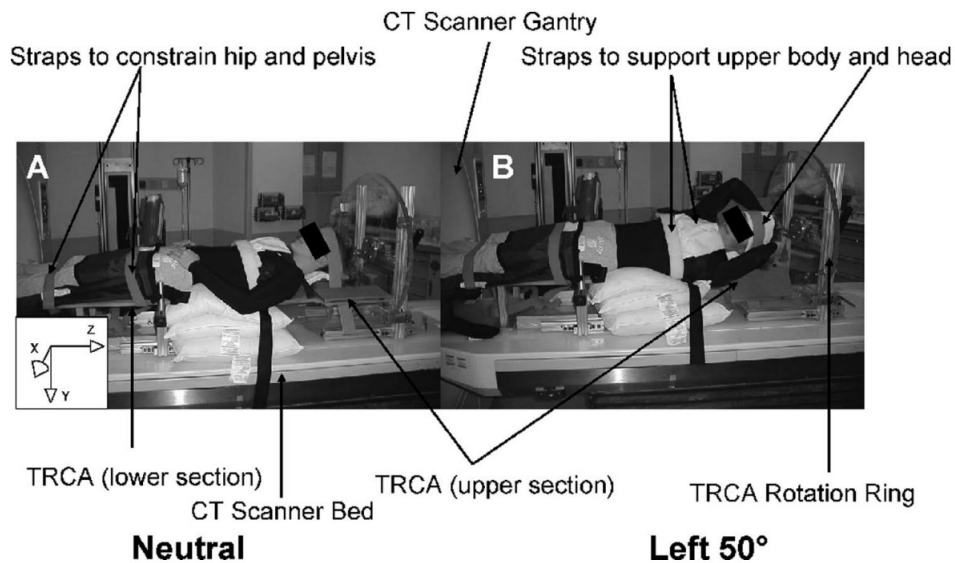 CT Scanner Gantry
Straps to constrain hip and pelvis
Straps to support upper body and head
A
B
X
Z
Y
TRCA (lower section)
CT Scanner Bed
TRCA (upper section)
TRCA Rotation Ring
Neutral
Left 50°